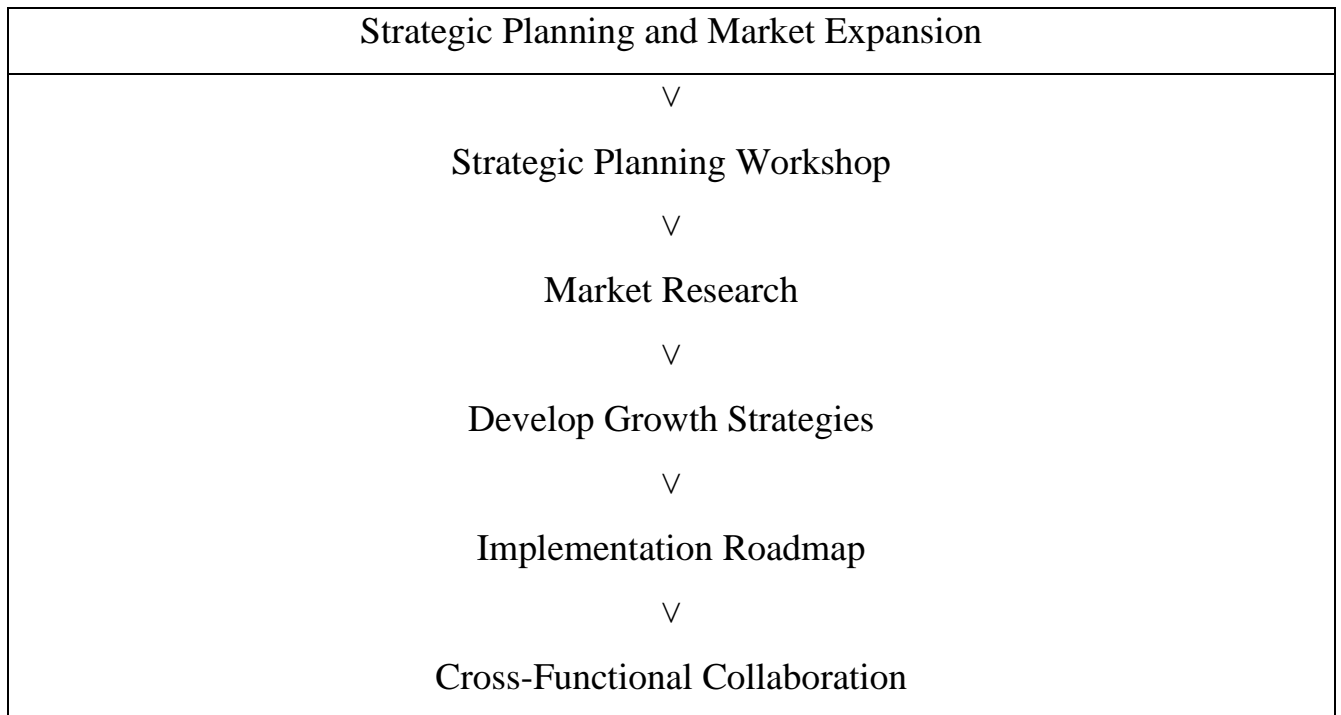 Strategic Planning and Market Expansion
\/
Strategic Planning Workshop
\/
Market Research
\/
Develop Growth Strategies
\/
Implementation Roadmap
\/
Cross-Functional Collaboration